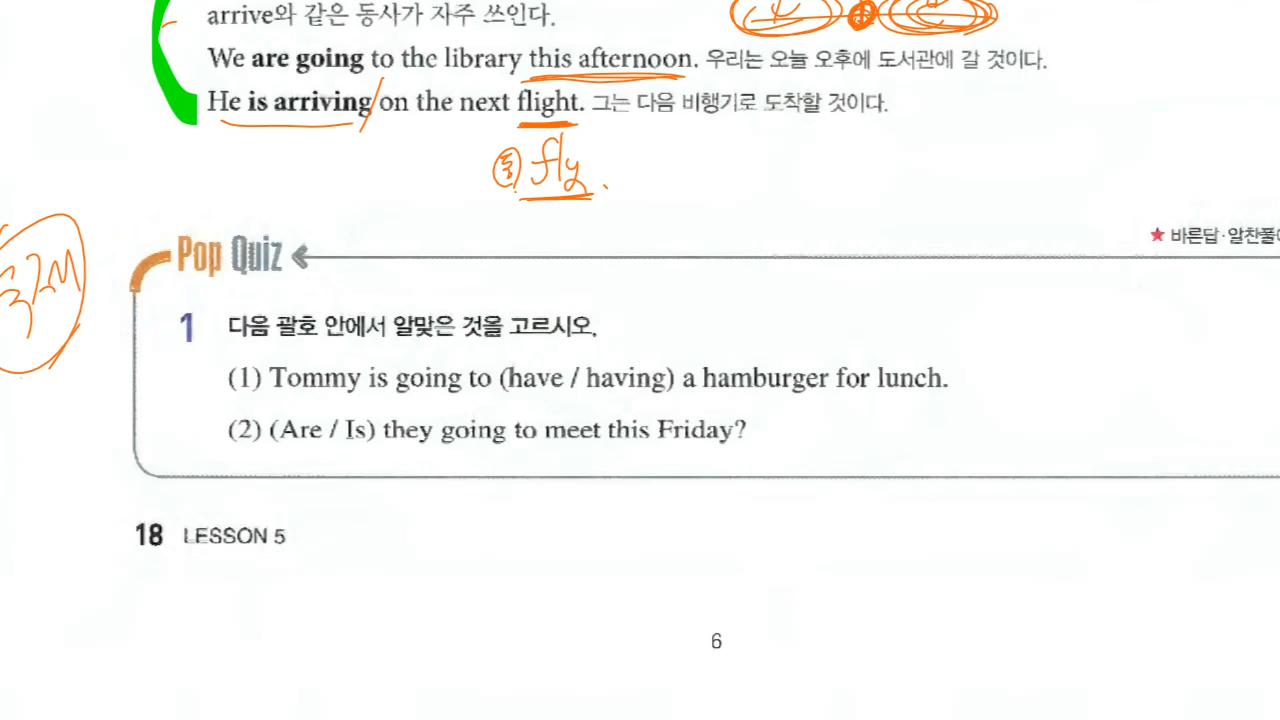 arrive와 같은 동사가 자주 쓰인다.
We are going to the library this afternoon. 우리는 오늘 오후에 도서관에 갈 것이다.
He is arriving on the next flight. 그는 다음 비행기로 도착할 것이다.
동 fly
Pop Quiz
★ 바른답·알찬풀이
1 다음 괄호 안에서 알맞은 것을 고르시오.
(1) Tommy is going to (have / having) a hamburger for lunch.
(2) (Are / Is) they going to meet this Friday?
18 LESSON 5
6